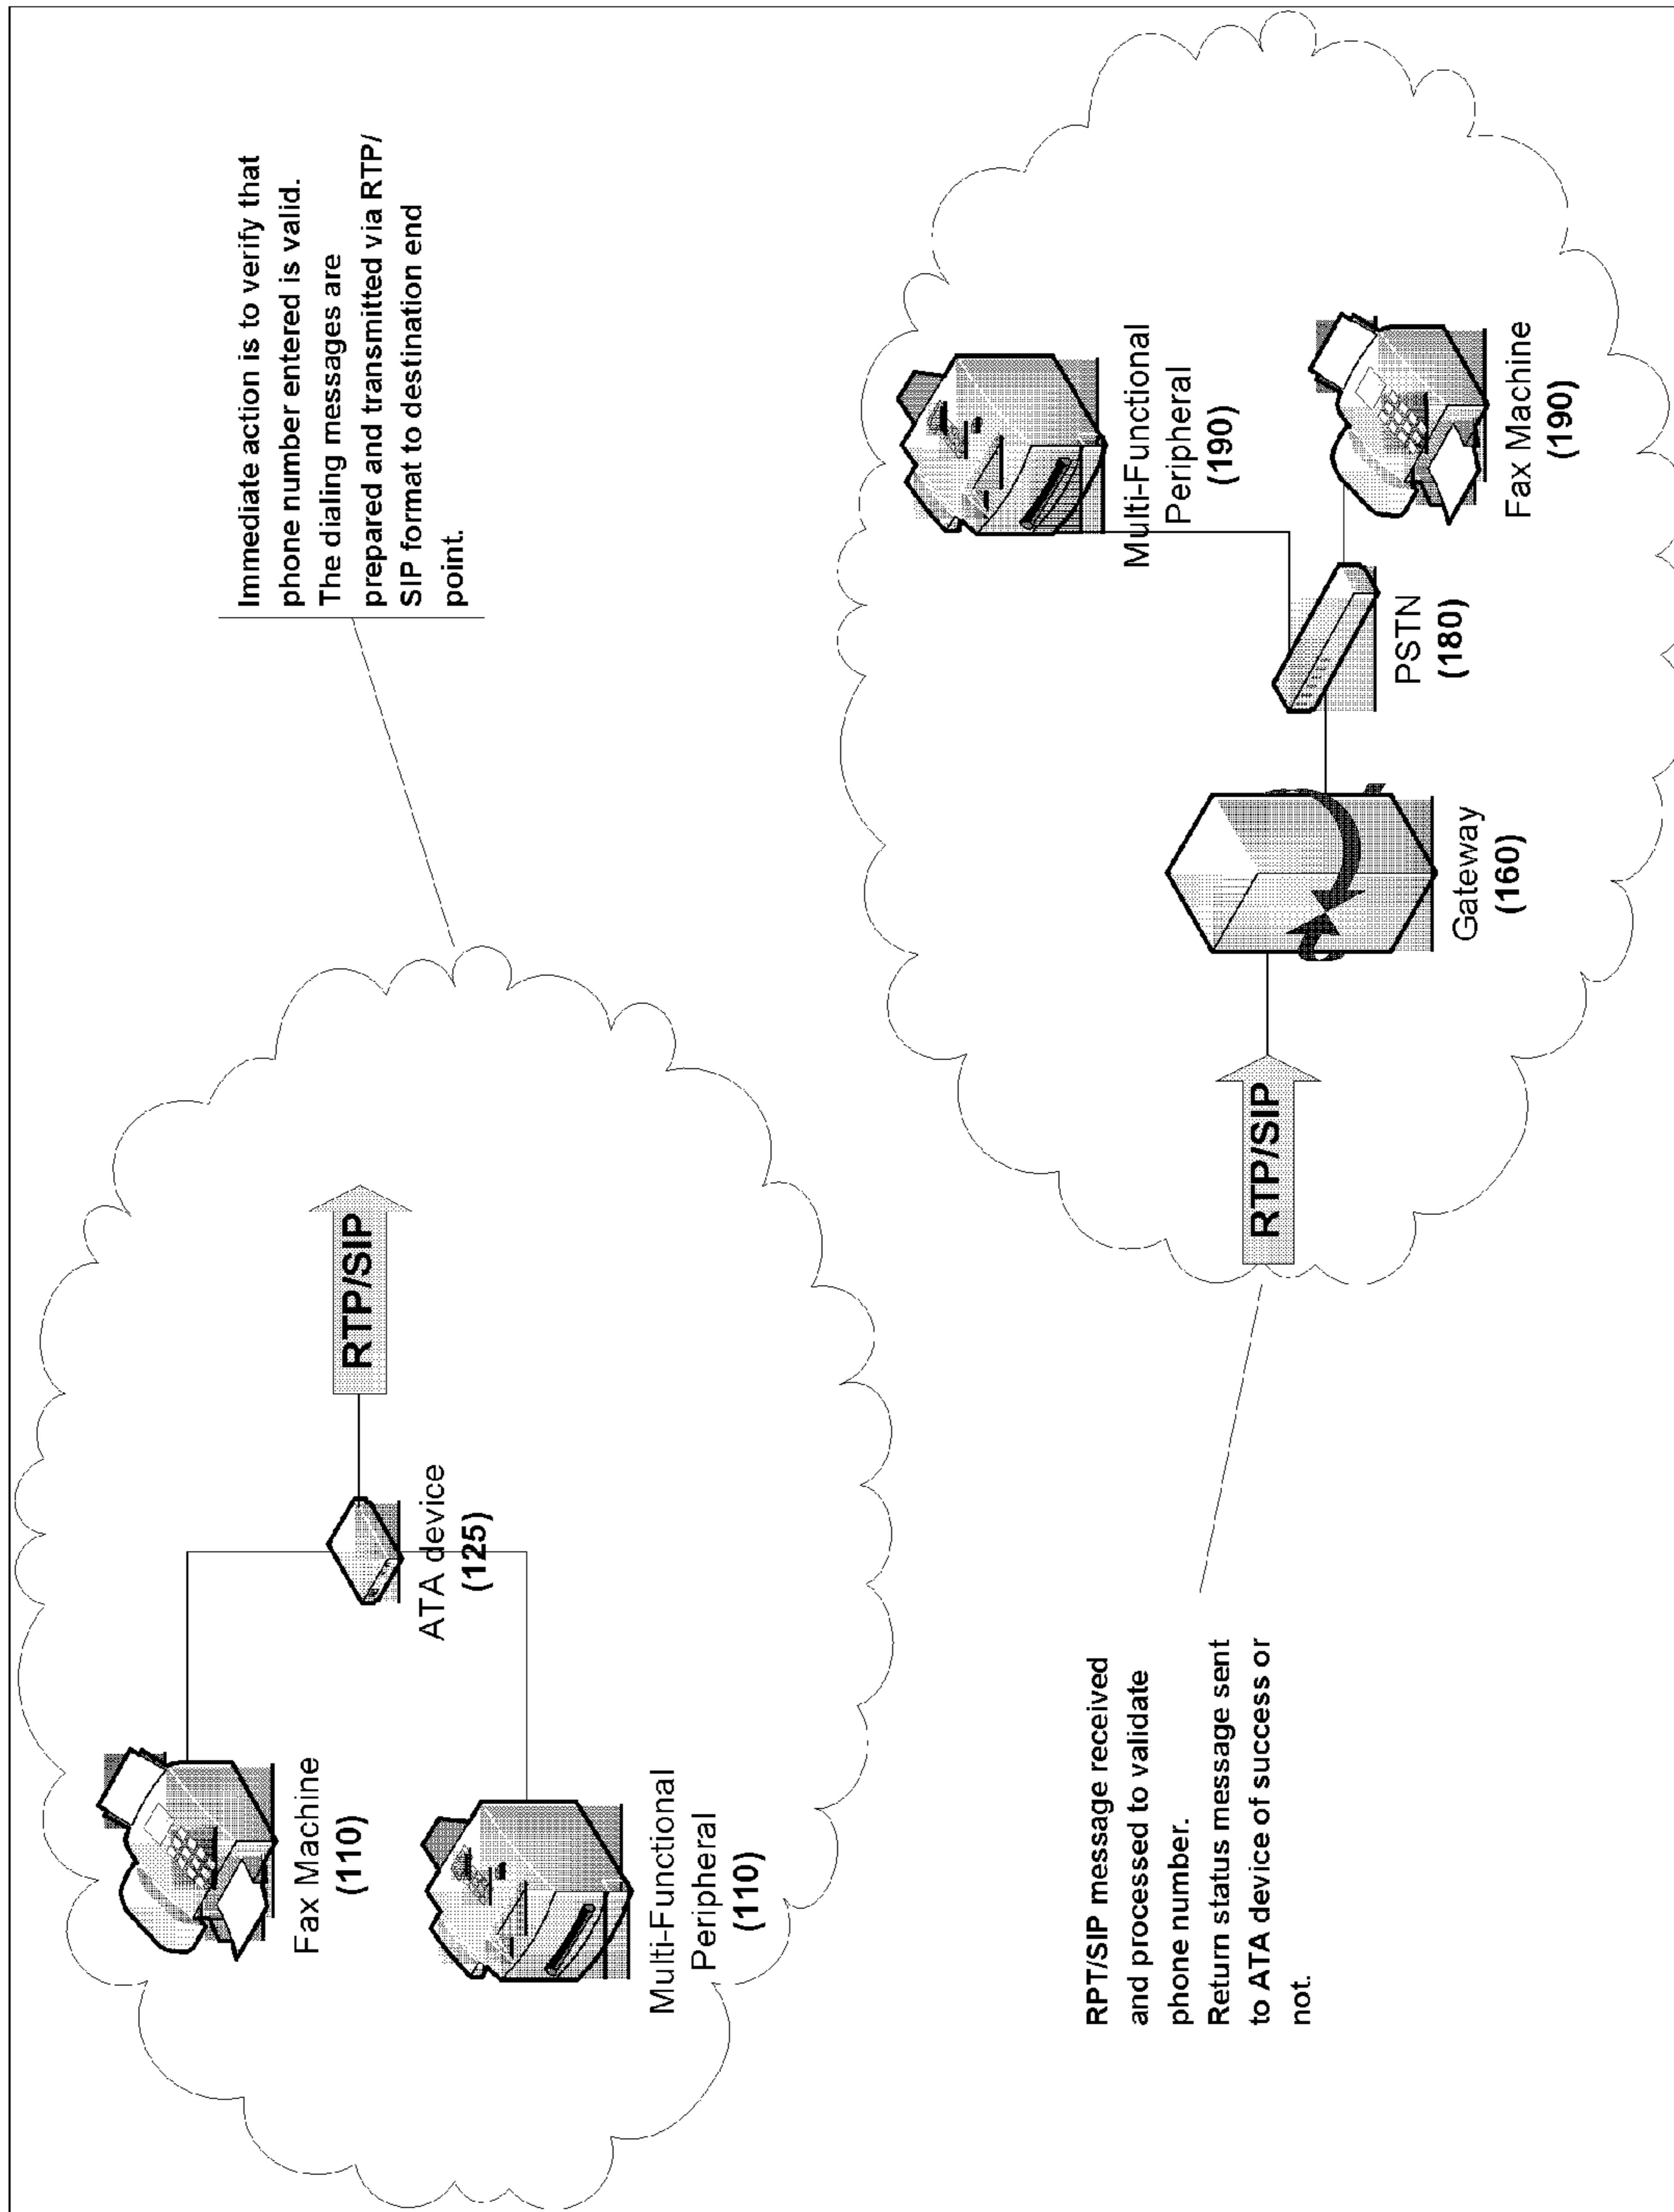 Immediate action is to verify that
phone number entered is valid.
The dialing messages are
prepared and transmitted via RTP/
SIP format to destination end
point.
Fax Machine
(110)
ATA device
(125)
RTP/SIP
Multi-Functional
Peripheral
(110)
RPT/SIP message received
and processed to validate
phone number.
Return status message sent
to ATA device of success or
not.
RTP/SIP
Gateway
(160)
PSTN
(180)
Multi-Functional
Peripheral
(190)
Fax Machine
(190)